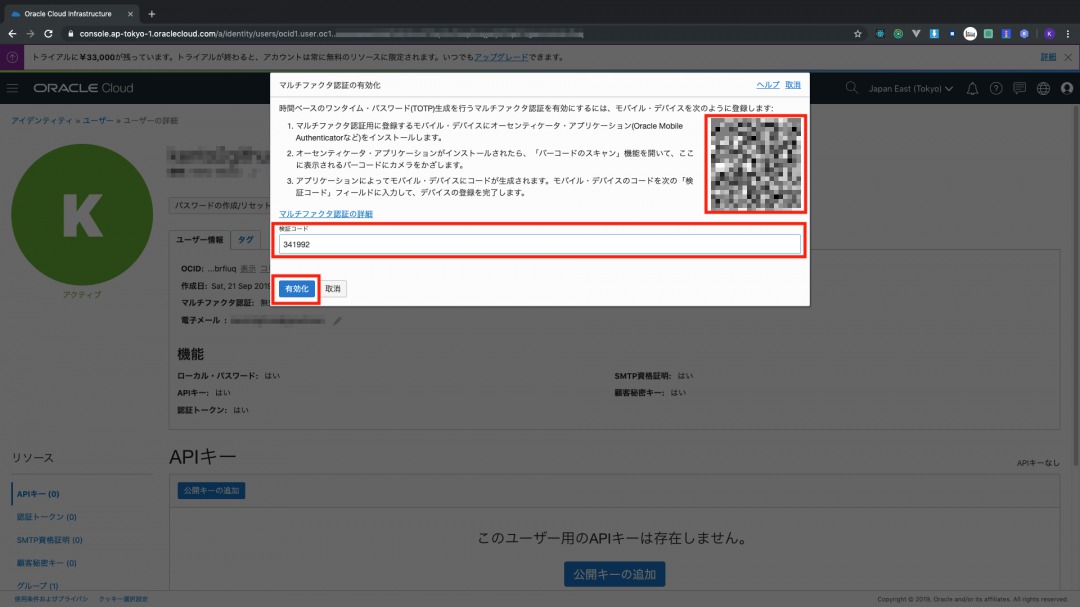 Oracle Cloud Infrastructure
console.ap-tokyo-1.oraclecloud.com/a/identity/users/ocid1.user.oc1..
トライアルに¥33,000が残っています。トライアルが終わると、アカウントは常に無料のリソースに限定されます。いつでもアップグレードできます。 詳細
ORACLE Cloud Japan East (Tokyo)
アイデンティティ » ユーザー » ユーザーの詳細
マルチファクタ認証の有効化 ヘルプ 取消
時間ベースのワンタイム・パスワード(TOTP)生成を行うマルチファクタ認証を有効にするには、モバイル・デバイスを次のように登録します:
1. マルチファクタ認証用に登録するモバイル・デバイスにオーセンティケータ・アプリケーション(Oracle Mobile
Authenticatorなど)をインストールします。
2. オーセンティケータ・アプリケーションがインストールされたら、「バーコードのスキャン」機能を開いて、ここ
に表示されるバーコードにカメラをかざします。
3. アプリケーションによってモバイル・デバイスにコードが生成されます。モバイル・デバイスのコードを次の「検
証コード」フィールドに入力して、デバイスの登録を完了します。
マルチファクタ認証の詳細
検証コード
341992
有効化 取消
K
アクティブ
パスワードの作成/リセット
ユーザー情報 タグ
OCID: ...brfiuq 表示
作成日: Sat, 21 Sep 2019
マルチファクタ認証: 無
電子メール :
機能
ローカル・パスワード: はい
SMTP資格証明: はい
APIキー: はい
顧客秘密キー: はい
認証トークン: はい
リソース
APIキー (0)
認証トークン (0)
SMTP資格証明 (0)
顧客秘密キー (0)
グループ (1)
APIキー
APIキーなし
公開キーの追加
このユーザー用のAPIキーは存在しません。
公開キーの追加
使用条件およびプライバシ クッキー選択設定
Copyright © 2019, Oracle and/or its affiliates. All rights reserved.